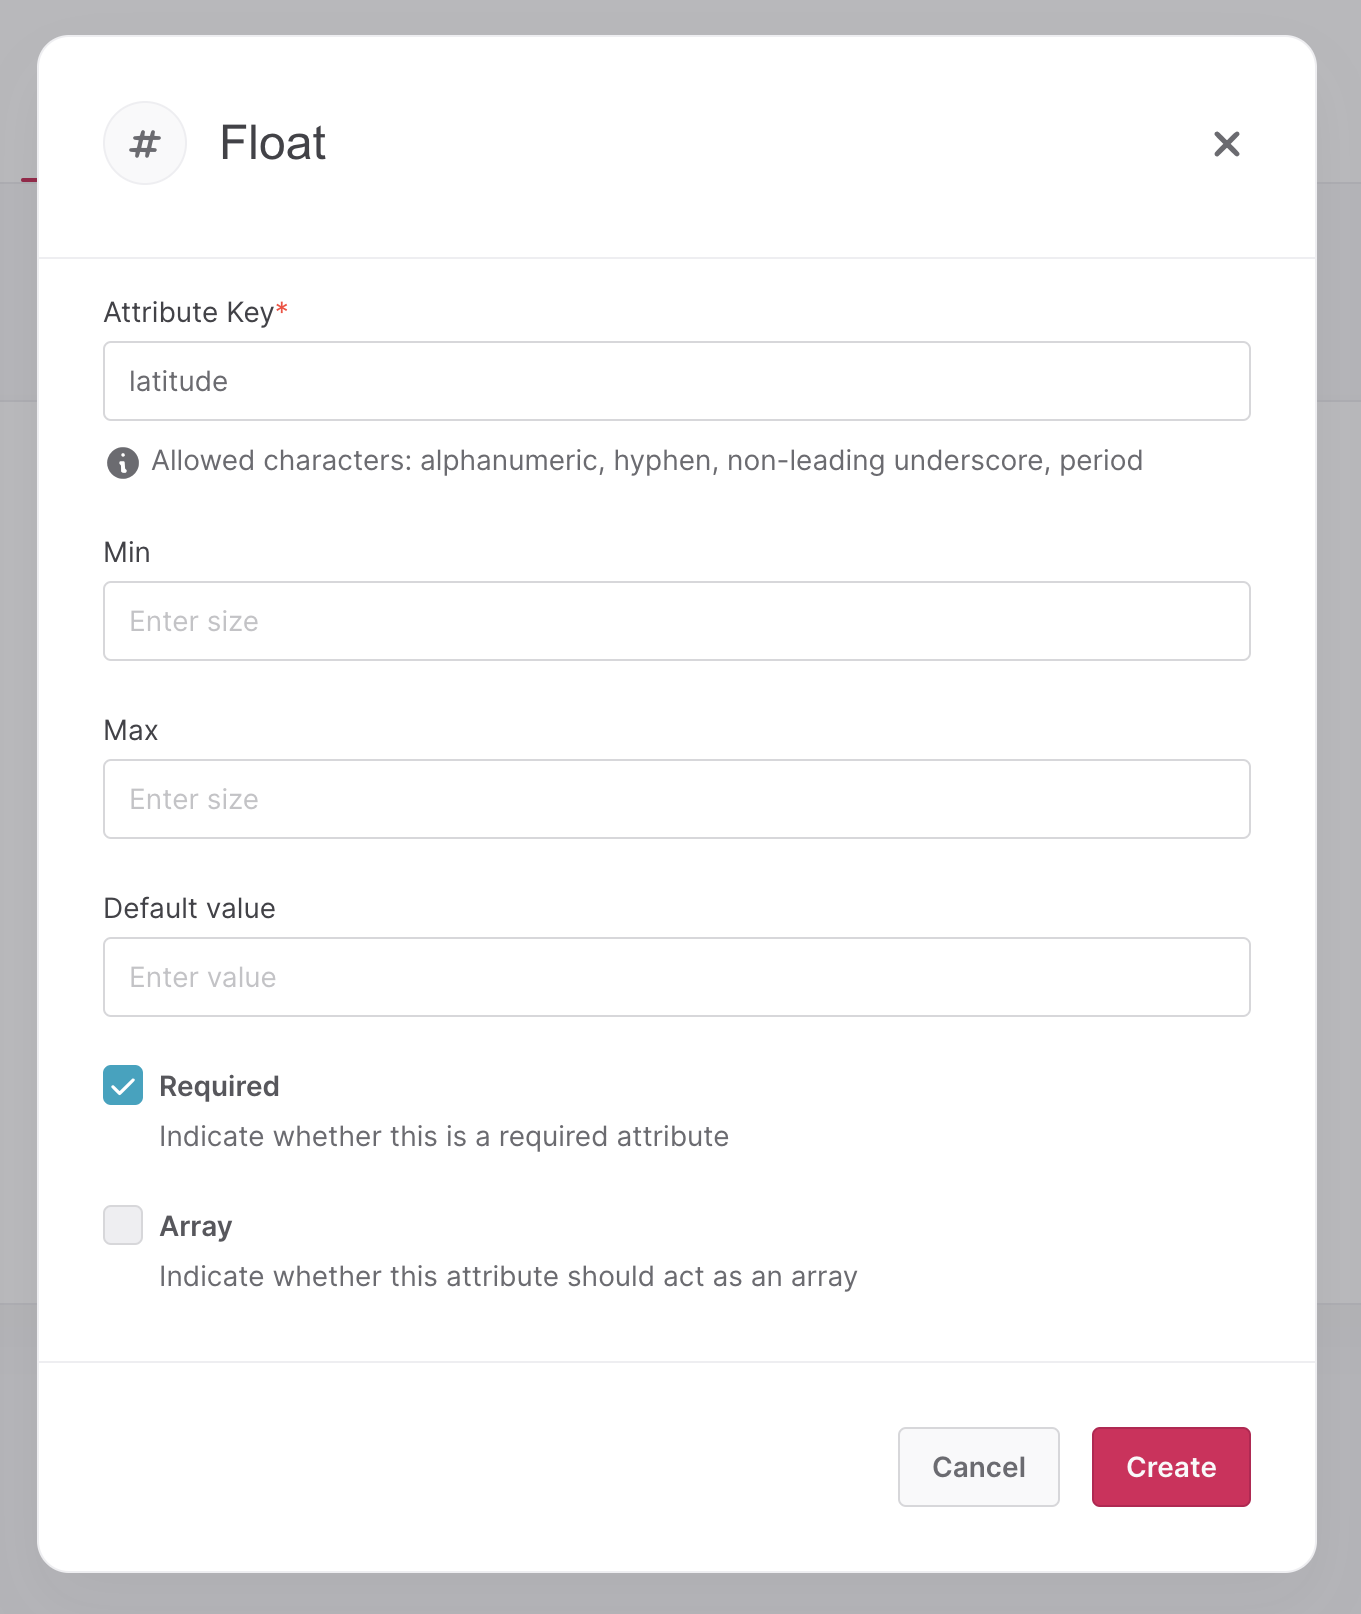 # Float
Attribute Key*
latitude
Allowed characters: alphanumeric, hyphen, non-leading underscore, period
Min
Enter size
Max
Enter size
Default value
Enter value
Required
Indicate whether this is a required attribute
Array
Indicate whether this attribute should act as an array
Cancel Create